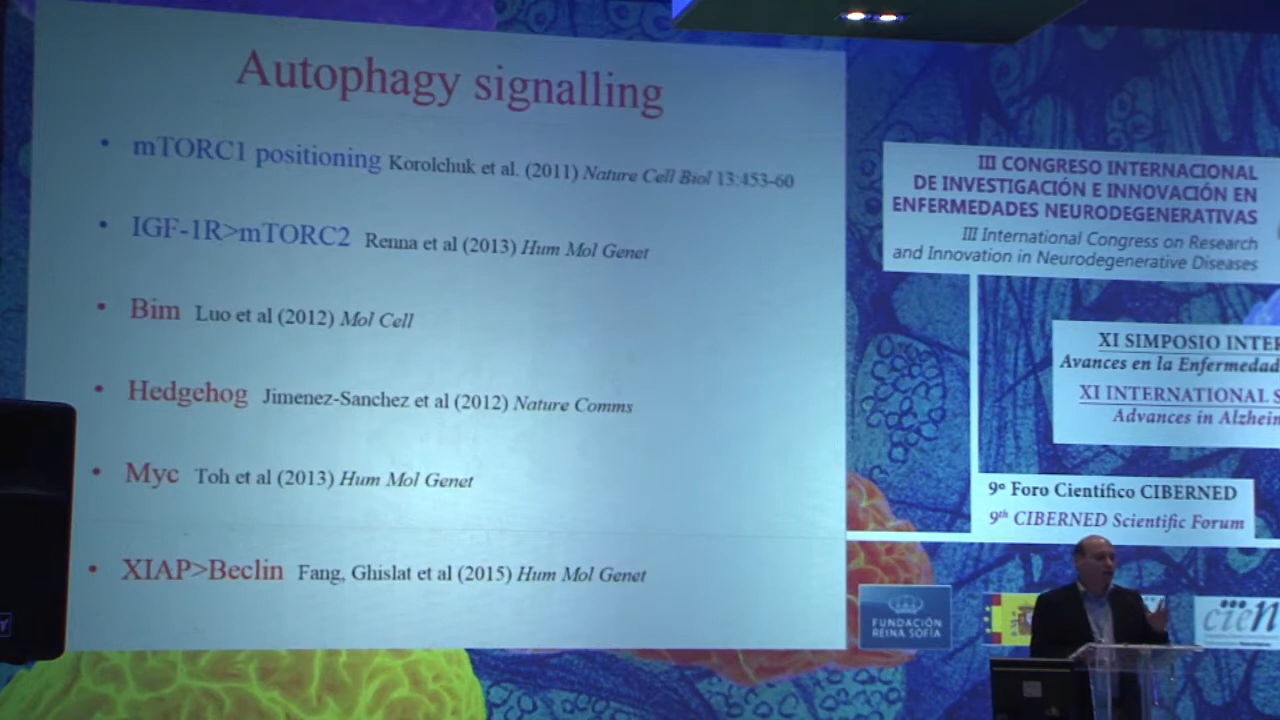 Autophagy signalling
• mTORC1 positioning Korolchuk et al. (2011) Nature Cell Biol 13:453-60
• IGF-1R>mTORC2 Renna et al (2013) Hum Mol Genet
• Bim Luo et al (2012) Mol Cell
• Hedgehog Jimenez-Sanchez et al (2012) Nature Comms
• Myc Toh et al (2013) Hum Mol Genet
• XIAP>Beclin Fang, Ghislat et al (2015) Hum Mol Genet
III CONGRESO INTERNACIONAL
DE INVESTIGACIÓN E INNOVACIÓN EN
ENFERMEDADES NEURODEGENERATIVAS
III International Congress on Research
and Innovation in Neurodegenerative Diseases
XI SIMPOSIO INTER
Avances en la Enfermedad
XI INTERNATIONAL S
Advances in Alzhei
9º Foro Científico CIBERNED
9th CIBERNED Scientific Forum
FUNDACIÓN
REINA SOFÍA
cien